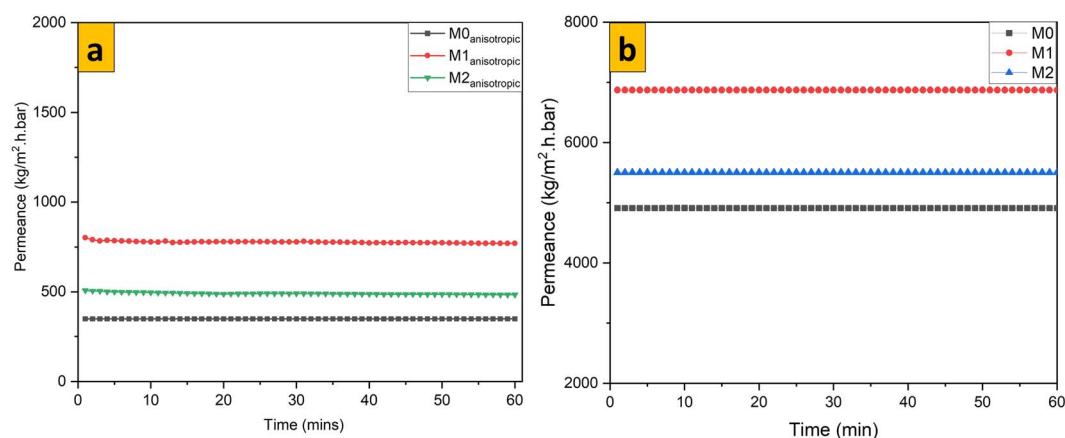 a
M0anisotropic
M1anisotropic
M2anisotropic
Permeance (kg/m².h.bar)
2000
1500
1000
500
0
0 10 20 30 40 50 60
Time (mins)
b
M0
M1
M2
Permeance (kg/m².h.bar)
8000
6000
4000
2000
0 10 20 30 40 50 60
Time (min)